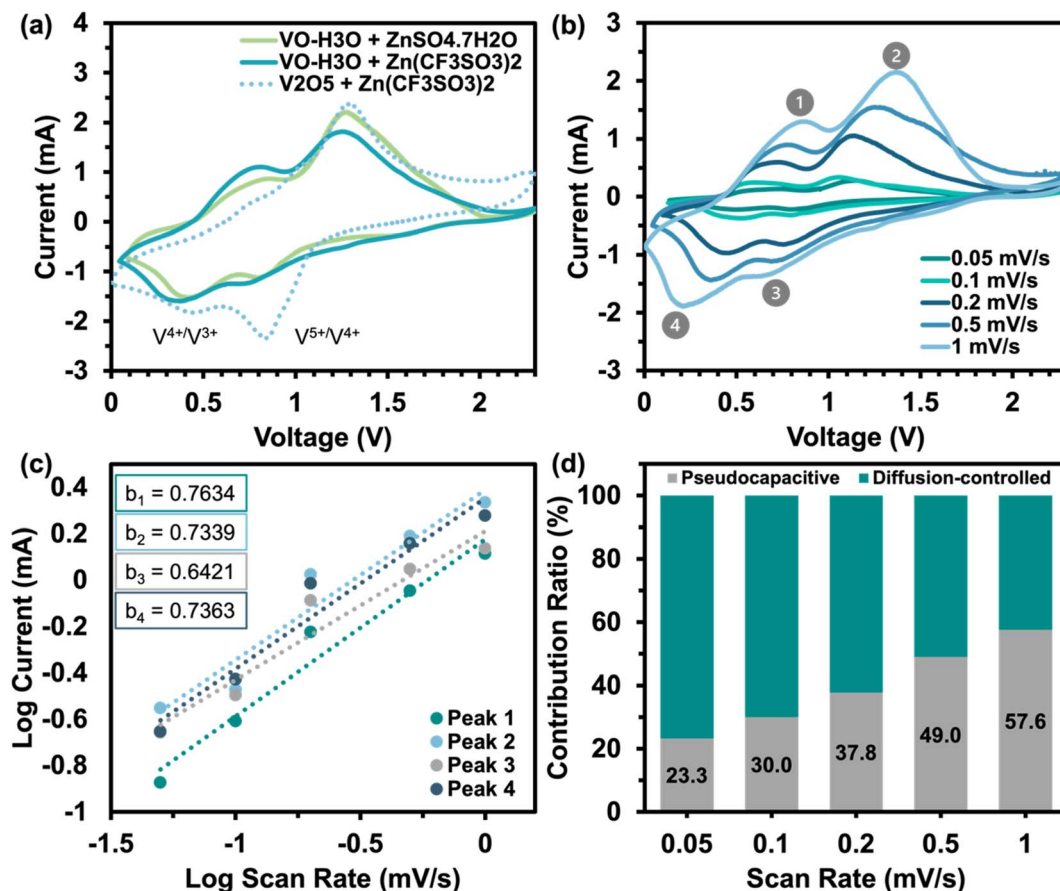 (a)
VO-H3O + ZnSO4.7H2O
VO-H3O + Zn(CF3SO3)2
V2O5 + Zn(CF3SO3)2
4
3
2
1
0
-1
-2
-3
Current (mA)
V4+/V3+
V5+/V4+
0 0.5 1 1.5 2
Voltage (V)
(b)
3
2
1
0
-1
-2
-3
Current (mA)
1
2
3
4
0.05 mV/s
0.1 mV/s
0.2 mV/s
0.5 mV/s
1 mV/s
0 0.5 1 1.5 2
Voltage (V)
(c)
b1 = 0.7634
b2 = 0.7339
b3 = 0.6421
b4 = 0.7363
0.4
0.2
0
-0.2
-0.4
-0.6
-0.8
-1
Log Current (mA)
Peak 1
Peak 2
Peak 3
Peak 4
-1.5 -1.0 -0.5 0
Log Scan Rate (mV/s)
(d)
Pseudocapacitive Diffusion-controlled
100
80
60
40
20
0
Contribution Ratio (%)
23.3 30.0 37.8 49.0 57.6
0.05 0.1 0.2 0.5 1
Scan Rate (mV/s)